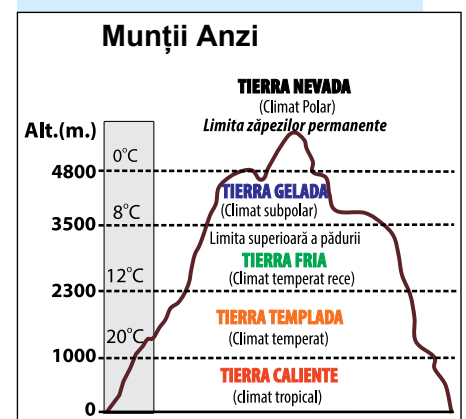 Munții Anzi
TIERRA NEVADA
(Climat Polar)
Limita zăpezilor permanente
Alt.(m.)
0°C
4800
TIERRA GELADA
8°C
(Climat subpolar)
3500
Limita superioară a pădurii
TIERRA FRIA
12°C
(Climat temperat rece)
2300
TIERRA TEMPLADA
20°C
(Climat temperat)
1000
TIERRA CALIENTE
(climat tropical)
0